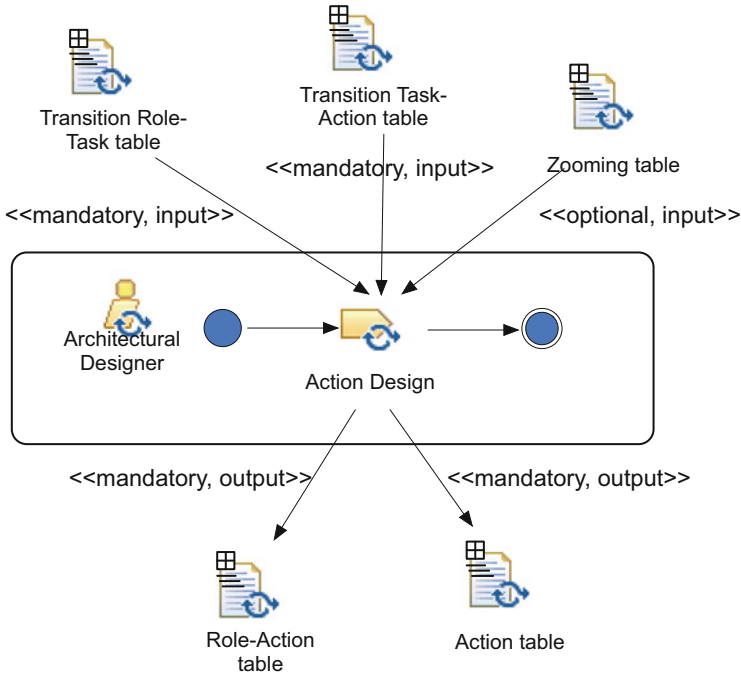 Transition Role-
Task table
Transition Task-
Action table
Zooming table
<<mandatory, input>>
<<mandatory, input>>
<<optional, input>>
Architectural
Designer
Action Design
<<mandatory, output>>
<<mandatory, output>>
Role-Action
table
Action table